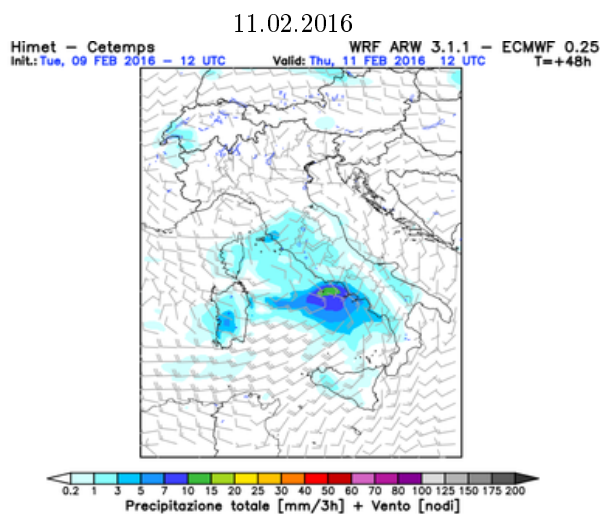 11.02.2016
Himet – Cetemps WRF ARW 3.1.1 – ECMWF 0.25
Init.: Tue, 09 FEB 2016 – 12 UTC Valid: Thu, 11 FEB 2016 12 UTC T=+48h
0.2 1 3 5 7 10 15 20 25 30 40 50 60 70 80 100 125 150 175 200
Precipitazione totale [mm/3h] + Vento [nodi]